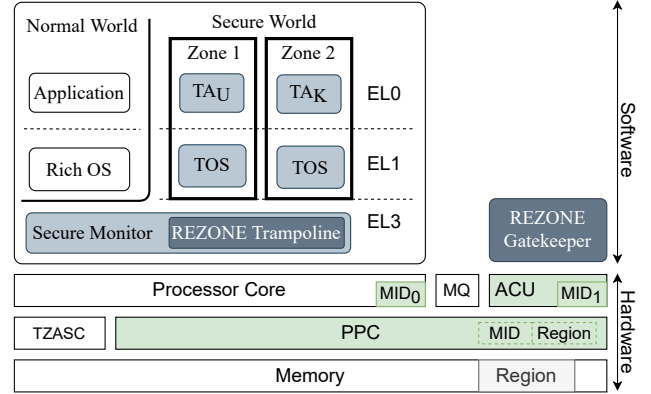 Normal World
Secure World
Zone 1
Zone 2
Application
TAU
TAK
EL0
Rich OS
TOS
TOS
EL1
Secure Monitor
REZONE Trampoline
EL3
REZONE
Gatekeeper
Software
Processor Core
MID0
MQ
ACU
MID1
TZASC
PPC
MID
Region
Memory
Region
Hardware